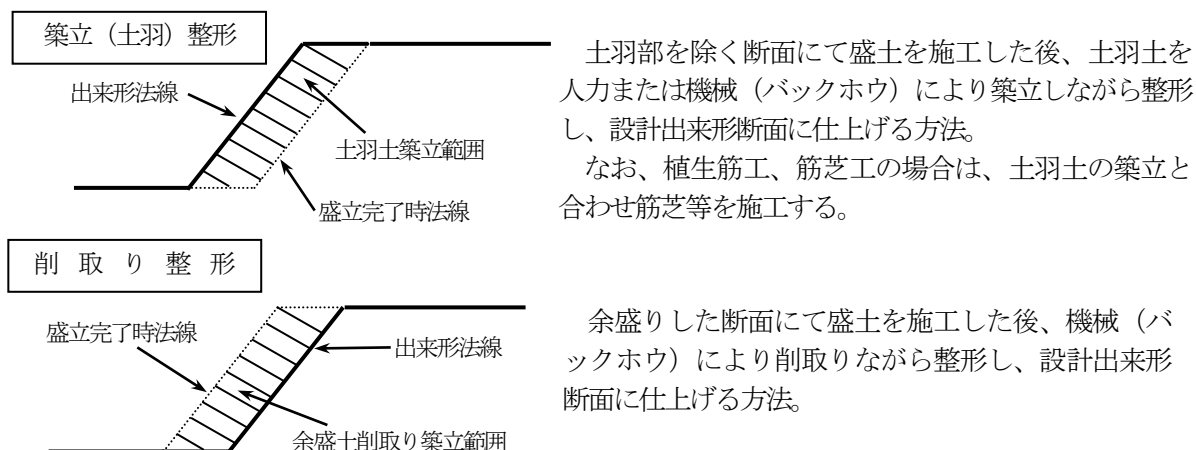 築立（土羽）整形
出来形法線
土羽土築立範囲
盛立完了時法線
土羽部を除く断面にて盛土を施工した後、土羽土を
人力または機械（バックホウ）により築立しながら整形
し、設計出来形断面に仕上げる方法。
なお、植生筋工、筋芝工の場合は、土羽土の築立と
合わせ筋芝等を施工する。
削 取 り 整 形
盛立完了時法線
出来形法線
余盛土削取り築立範囲
余盛りした断面にて盛土を施工した後、機械（バ
ックホウ）により削取りながら整形し、設計出来形
断面に仕上げる方法。